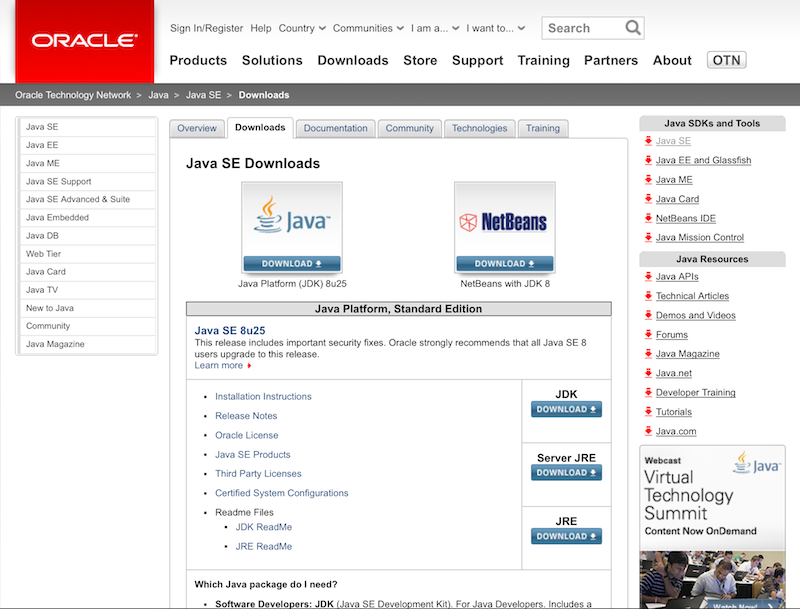 ORACLE
Sign In/Register Help Country Communities I am a... I want to... Search
Products Solutions Downloads Store Support Training Partners About OTN
Oracle Technology Network > Java > Java SE > Downloads
Java SE
Java EE
Java ME
Java SE Support
Java SE Advanced & Suite
Java Embedded
Java DB
Web Tier
Java Card
Java TV
New to Java
Community
Java Magazine
Overview Downloads Documentation Community Technologies Training
Java SE Downloads
Java™
DOWNLOAD
Java Platform (JDK) 8u25
NetBeans
DOWNLOAD
NetBeans with JDK 8
Java Platform, Standard Edition
Java SE 8u25
This release includes important security fixes. Oracle strongly recommends that all Java SE 8
users upgrade to this release.
Learn more
• Installation Instructions
• Release Notes
• Oracle License
• Java SE Products
• Third Party Licenses
• Certified System Configurations
• Readme Files
• JDK ReadMe
• JRE ReadMe
JDK
DOWNLOAD
Server JRE
DOWNLOAD
JRE
DOWNLOAD
Which Java package do I need?
• Software Developers: JDK (Java SE Development Kit). For Java Developers. Includes a
Java SDKs and Tools
Java SE
Java EE and Glassfish
Java ME
Java Card
NetBeans IDE
Java Mission Control
Java Resources
Java APIs
Technical Articles
Demos and Videos
Forums
Java Magazine
Java.net
Developer Training
Tutorials
Java.com
Webcast
Java™
Virtual
Technology
Summit
Content Now OnDemand
Watch Now!